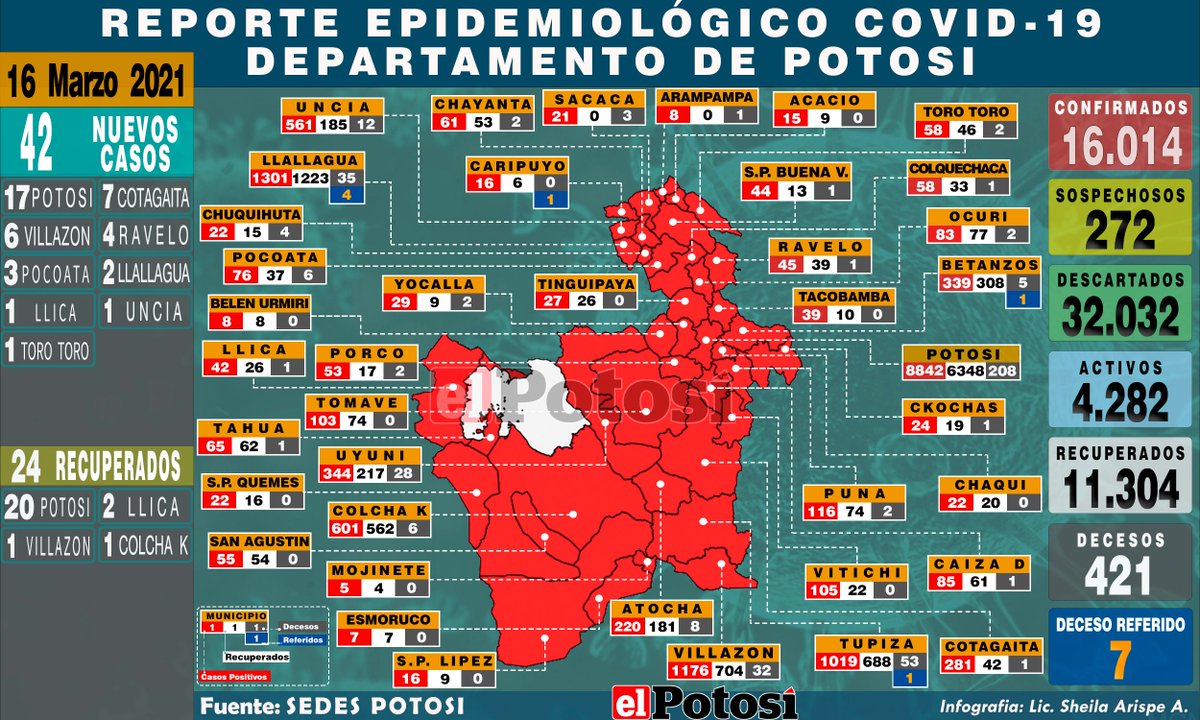 REPORTE EPIDEMIOLÓGICO COVID-19
DEPARTAMENTO DE POTOSI
16 Marzo 2021
42 NUEVOS CASOS
17 POTOSI
7 COTAGAITA
6 VILLAZON
4 RAVELO
3 POCOATA
2 LLALLAGUA
1 LLICA
1 UNCIA
1 TORO TORO
24 RECUPERADOS
20 POTOSI
2 LLICA
1 VILLAZON
1 COLCHA K
UNCIA
561 185 12
CHAYANTA
61 53 2
SACACA
21 0 3
ARAMPAMPA
8 0 1
ACACIO
15 9 0
TORO TORO
58 46 2
LLALLAGUA
1301 1223 35
4
CARIPUYO
16 6 0
1
S.P. BUENA V.
44 13 1
COLQUECHACA
58 33 1
CHUQUIHUTA
22 15 4
OCURI
83 77 2
POCOATA
76 37 6
RAVELO
45 39 1
BETANZOS
339 308 5
1
YOCALLA
29 9 2
TINGUIPAYA
27 26 0
TACOBAMBA
39 10 0
BELEN URMIRI
8 8 0
LLICA
42 26 1
PORCO
53 17 2
POTOSI
8842 6348 208
elPotosí
TOMAVE
103 74 0
CKOCHAS
24 19 1
TAHUA
65 62 1
UYUNI
344 217 28
S.P. QUEMES
22 16 0
CHAQUI
22 20 0
PUNA
116 74 2
COLCHA K
601 562 6
SAN AGUSTIN
55 54 0
MOJINETE
5 4 0
VITICHI
105 22 0
CAIZA D
85 61 1
ESMORUCO
7 7 0
ATOCHA
220 181 8
S.P. LIPEZ
16 9 0
VILLAZON
1176 704 32
TUPIZA
1019 688 53
1
COTAGAITA
281 42 1
MUNICIPIO
1 1 1
1
Decesos
Referidos
Recuperados
Casos Positivos
CONFIRMADOS
16.014
SOSPECHOSOS
272
DESCARTADOS
32.032
ACTIVOS
4.282
RECUPERADOS
11.304
DECESOS
421
DECESO REFERIDO
7
Fuente: SEDES POTOSI
elPotosí
Infografia: Lic. Sheila Arispe A.